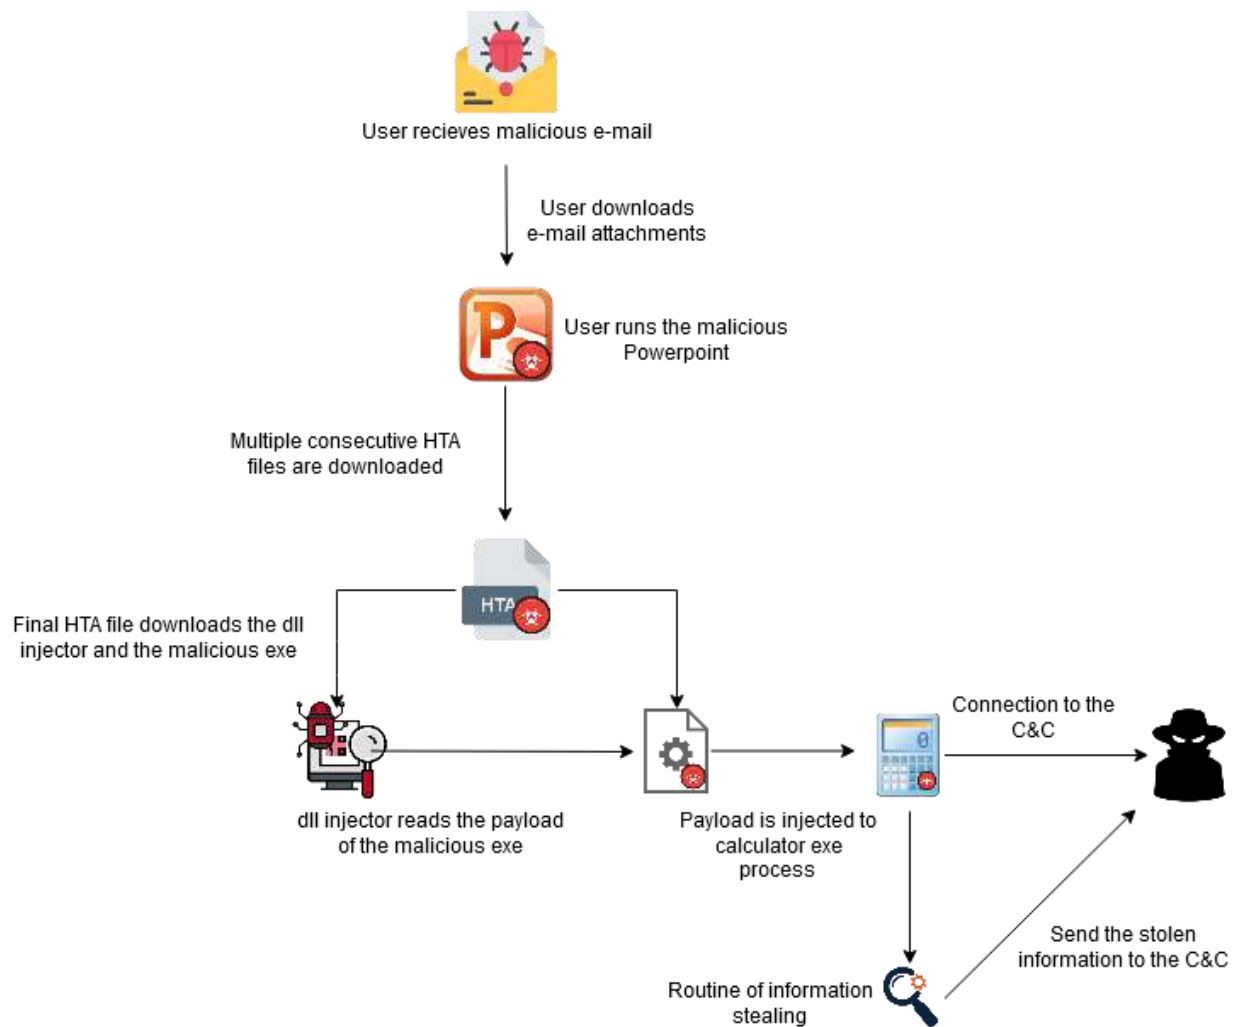 User recieves malicious e-mail
User downloads
e-mail attachments
P
User runs the malicious
Powerpoint
Multiple consecutive HTA
files are downloaded
HTA
Final HTA file downloads the dll
injector and the malicious exe
0
Connection to the
C&C
dll injector reads the payload
of the malicious exe
Payload is injected to
calculator exe
process
Send the stolen
information to the C&C
Routine of information
stealing